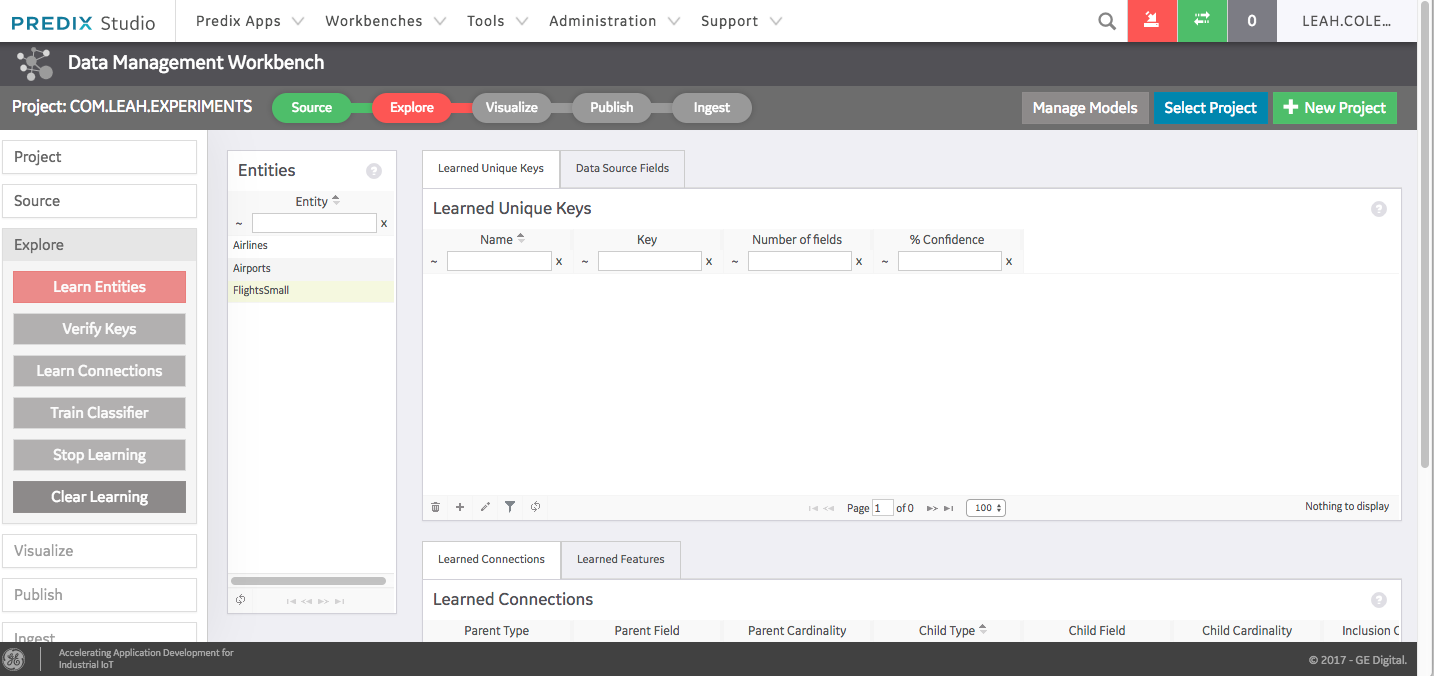 PREDIX Studio
Predix Apps Workbenches Tools Administration Support
0 LEAH.COLE...
Data Management Workbench
Project: COM.LEAH.EXPERIMENTS Source Explore Visualize Publish Ingest Manage Models Select Project + New Project
Project
Source
Explore
Learn Entities
Verify Keys
Learn Connections
Train Classifier
Stop Learning
Clear Learning
Visualize
Publish
Ingest
Entities ?
Entity
~ x
Airlines
Airports
FlightsSmall
Learned Unique Keys Data Source Fields
Learned Unique Keys ?
Name Key Number of fields % Confidence
~ x ~ x ~ x ~ x
Page 1 of 0 100 Nothing to display
Learned Connections Learned Features
Learned Connections ?
Parent Type Parent Field Parent Cardinality Child Type Child Field Child Cardinality Inclusion C
Accelerating Application Development for
Industrial IoT
© 2017 - GE Digital.